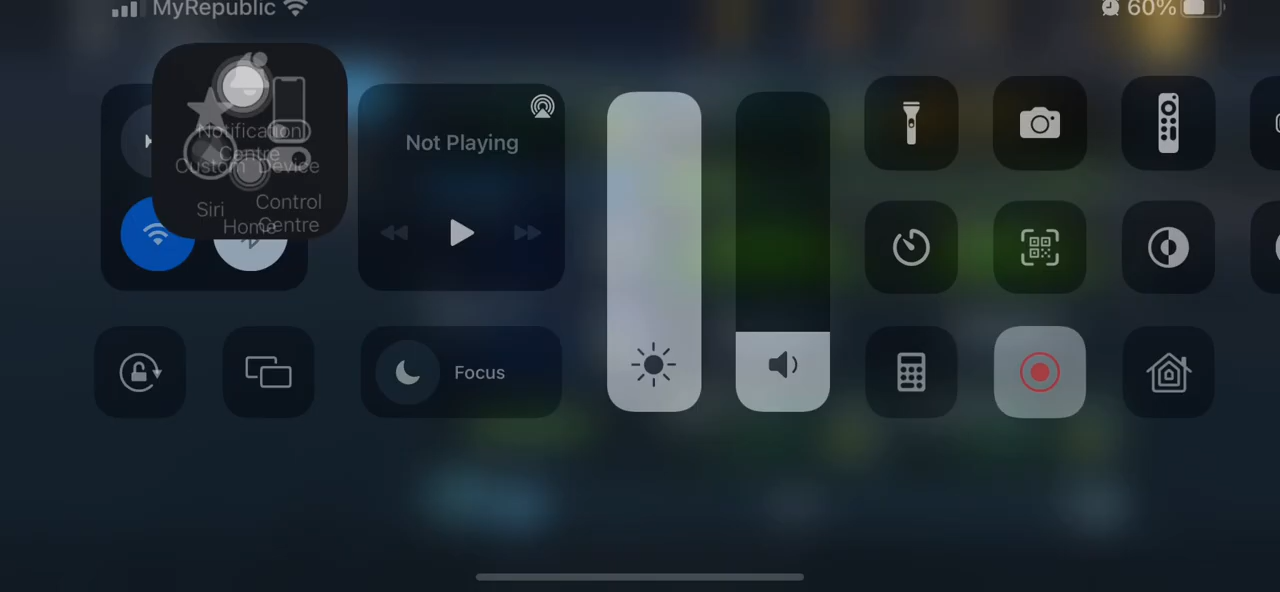 MyRepublic
60%
Notification
Centre
Custom
Device
Siri
Control
Centre
Home
Not Playing
Focus